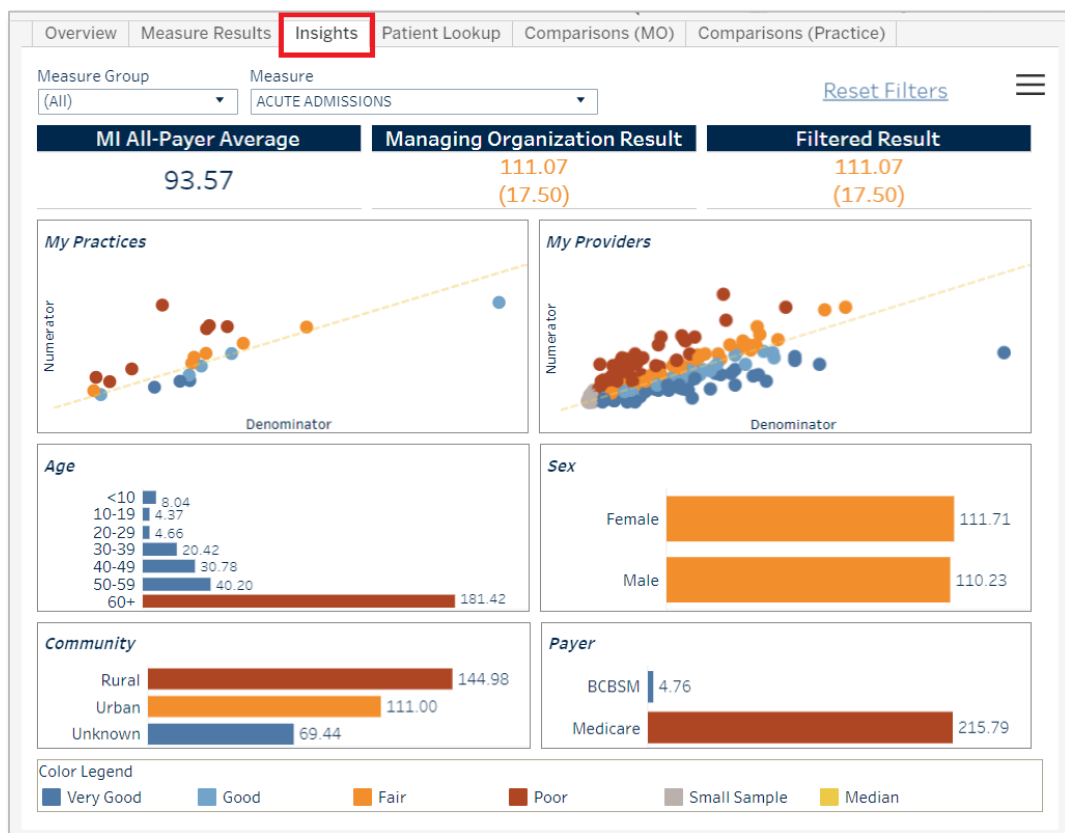 Overview Measure Results Insights Patient Lookup Comparisons (MO) Comparisons (Practice)
Measure Group Measure
(All) ACUTE ADMISSIONS
Reset Filters
MI All-Payer Average Managing Organization Result Filtered Result
93.57
111.07
(17.50)
111.07
(17.50)
My Practices
Numerator
Denominator
My Providers
Numerator
Denominator
Age
<10 8.04
10-19 4.37
20-29 4.66
30-39 20.42
40-49 30.78
50-59 40.20
60+ 181.42
Sex
Female 111.71
Male 110.23
Community
Rural 144.98
Urban 111.00
Unknown 69.44
Payer
BCBSM 4.76
Medicare 215.79
Color Legend
Very Good Good Fair Poor Small Sample Median